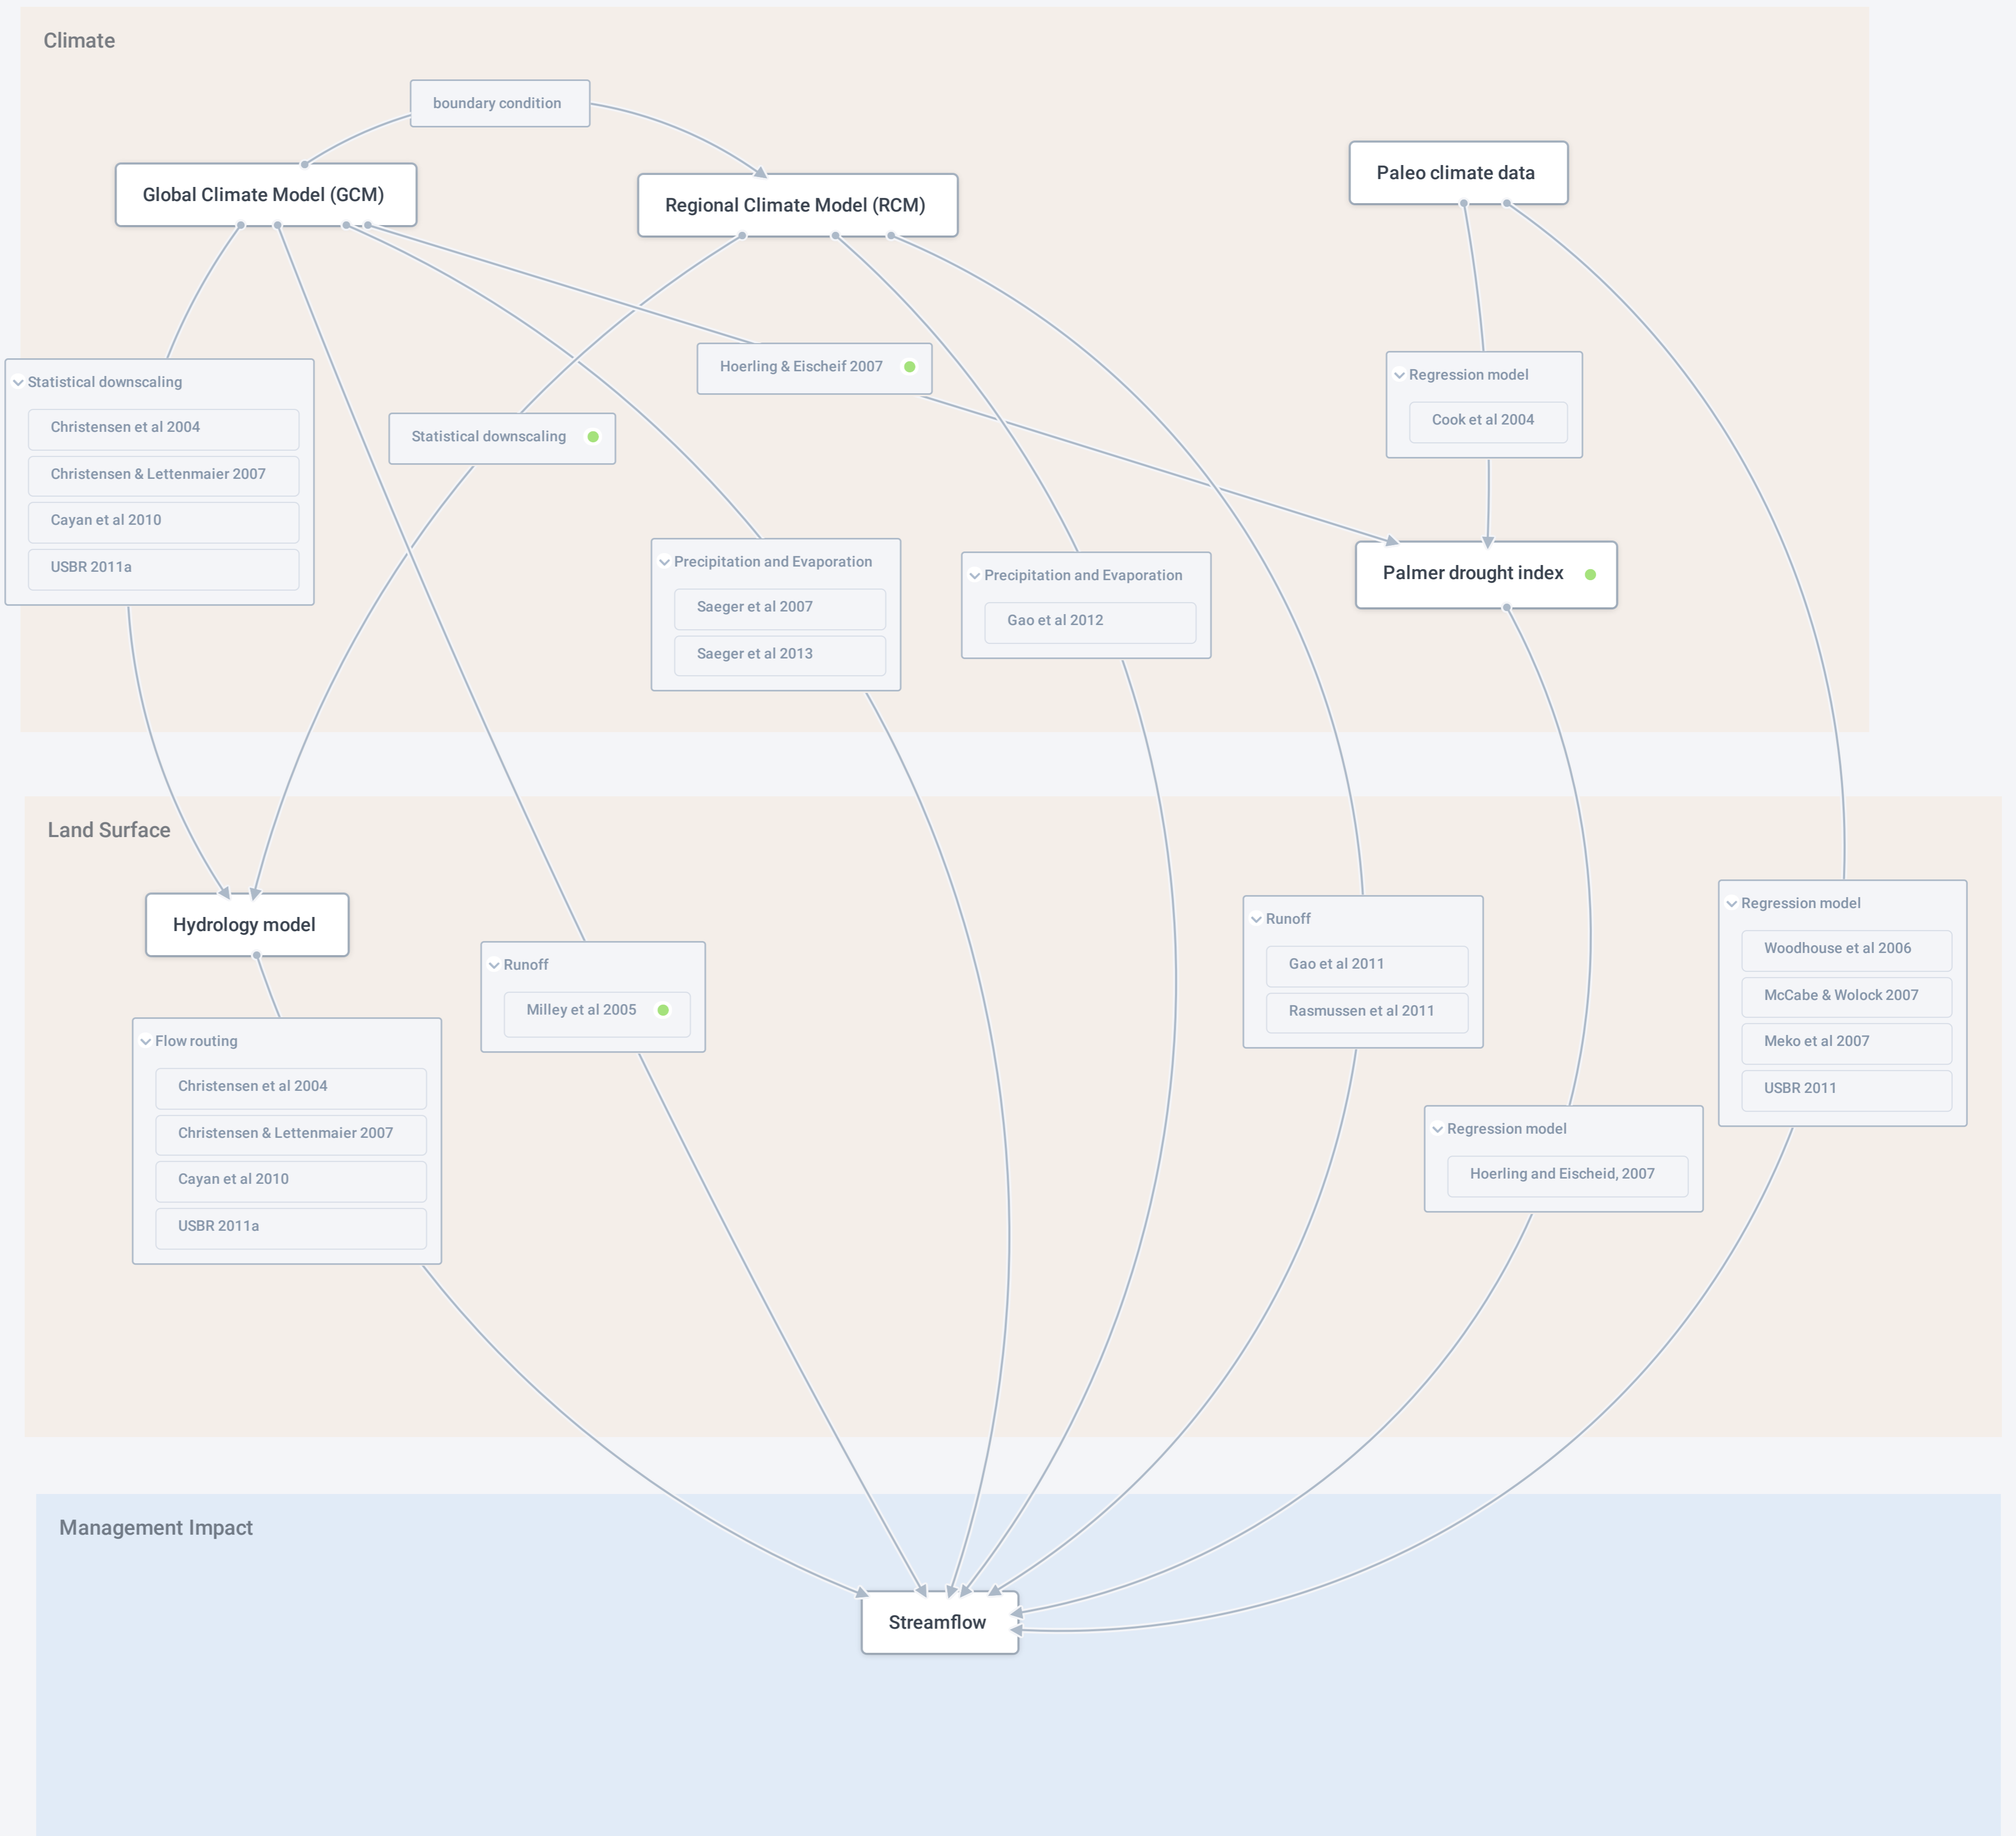 Climate
boundary condition
Global Climate Model (GCM)
Regional Climate Model (RCM)
Paleo climate data
Statistical downscaling
Christensen et al 2004
Christensen & Lettenmaier 2007
Cayan et al 2010
USBR 2011a
Statistical downscaling
Hoerling & Eischeif 2007
Regression model
Cook et al 2004
Precipitation and Evaporation
Saeger et al 2007
Saeger et al 2013
Precipitation and Evaporation
Gao et al 2012
Palmer drought index
Land Surface
Hydrology model
Flow routing
Christensen et al 2004
Christensen & Lettenmaier 2007
Cayan et al 2010
USBR 2011a
Runoff
Milley et al 2005
Runoff
Gao et al 2011
Rasmussen et al 2011
Regression model
Hoerling and Eischeid, 2007
Regression model
Woodhouse et al 2006
McCabe & Wolock 2007
Meko et al 2007
USBR 2011
Management Impact
Streamflow